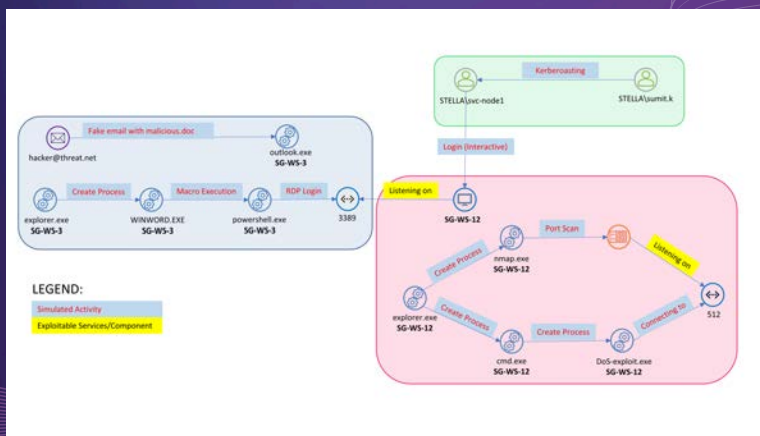 Kerberoasting
STELLA\svc-node1
STELLA\sumit.k
Fake email with malicious.doc
hacker@threat.net
outlook.exe
SG-WS-3
Login (Interactive)
Create Process
Macro Execution
RDP Login
Listening on
explorer.exe
SG-WS-3
WINWORD.EXE
SG-WS-3
powershell.exe
SG-WS-3
3389
SG-WS-12
Port Scan
nmap.exe
SG-WS-12
Listening on
Create Process
explorer.exe
SG-WS-12
512
Create Process
Create Process
Connecting to
cmd.exe
SG-WS-12
DoS-exploit.exe
SG-WS-12
LEGEND:
Simulated Activity
Exploitable Services/Component